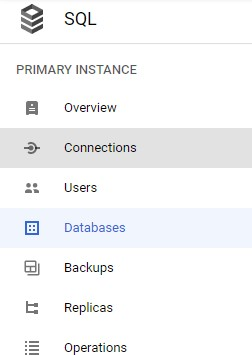 SQL
PRIMARY INSTANCE
Overview
Connections
Users
Databases
Backups
Replicas
Operations